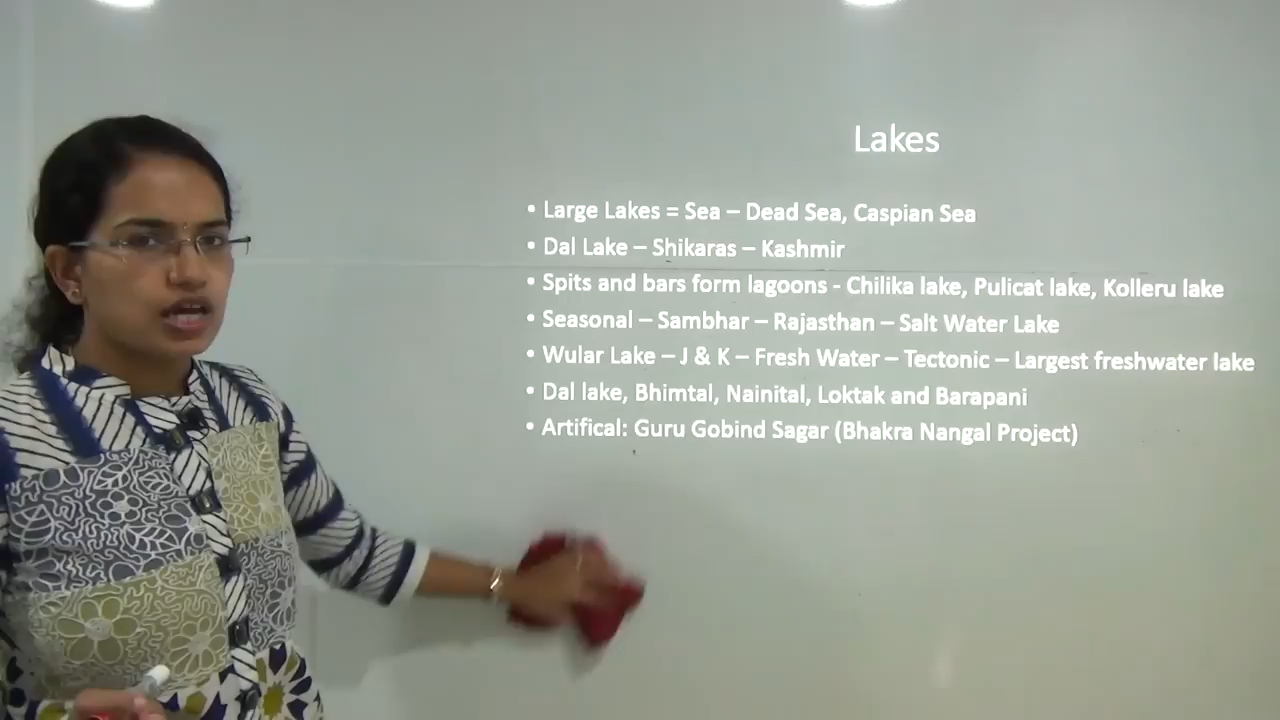 Lakes
• Large Lakes = Sea – Dead Sea, Caspian Sea
• Dal Lake – Shikaras – Kashmir
• Spits and bars form lagoons - Chilika lake, Pulicat lake, Kolleru lake
• Seasonal – Sambhar – Rajasthan – Salt Water Lake
• Wular Lake – J & K – Fresh Water – Tectonic – Largest freshwater lake
• Dal lake, Bhimtal, Nainital, Loktak and Barapani
• Artifical: Guru Gobind Sagar (Bhakra Nangal Project)